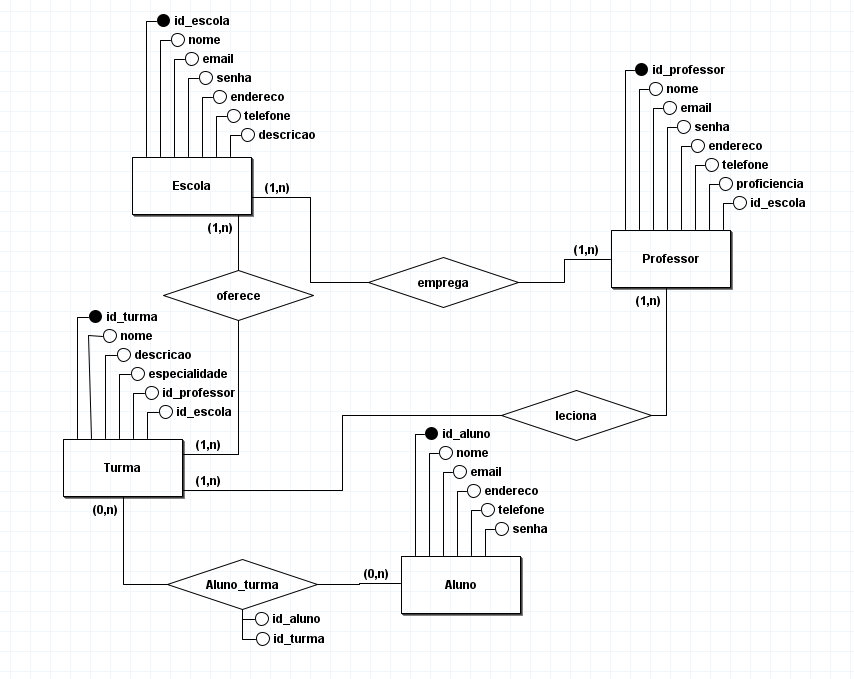 id_escola
nome
email
senha
endereco
telefone
descricao
Escola
(1,n)
(1,n)
id_professor
nome
email
senha
endereco
telefone
proficiencia
id_escola
(1,n)
Professor
(1,n)
emprega
oferece
id_turma
nome
descricao
especialidade
id_professor
id_escola
(1,n)
Turma
(1,n)
(0,n)
leciona
id_aluno
nome
email
endereco
telefone
senha
(0,n)
Aluno
Aluno_turma
id_aluno
id_turma